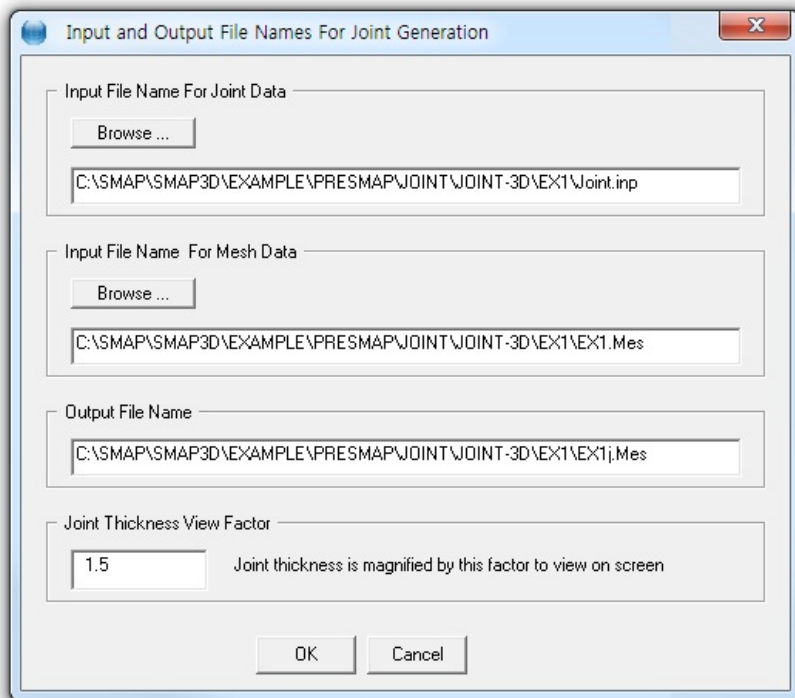 Input and Output File Names For Joint Generation
Input File Name For Joint Data
Browse ...
C:\SMAP\SMAP3D\EXAMPLE\PRESMAP\JOINT\JOINT-3D\EX1\Joint.inp
Input File Name For Mesh Data
Browse ...
C:\SMAP\SMAP3D\EXAMPLE\PRESMAP\JOINT\JOINT-3D\EX1\EX1.Mes
Output File Name
C:\SMAP\SMAP3D\EXAMPLE\PRESMAP\JOINT\JOINT-3D\EX1\EX1j.Mes
Joint Thickness View Factor
1.5 Joint thickness is magnified by this factor to view on screen
OK Cancel